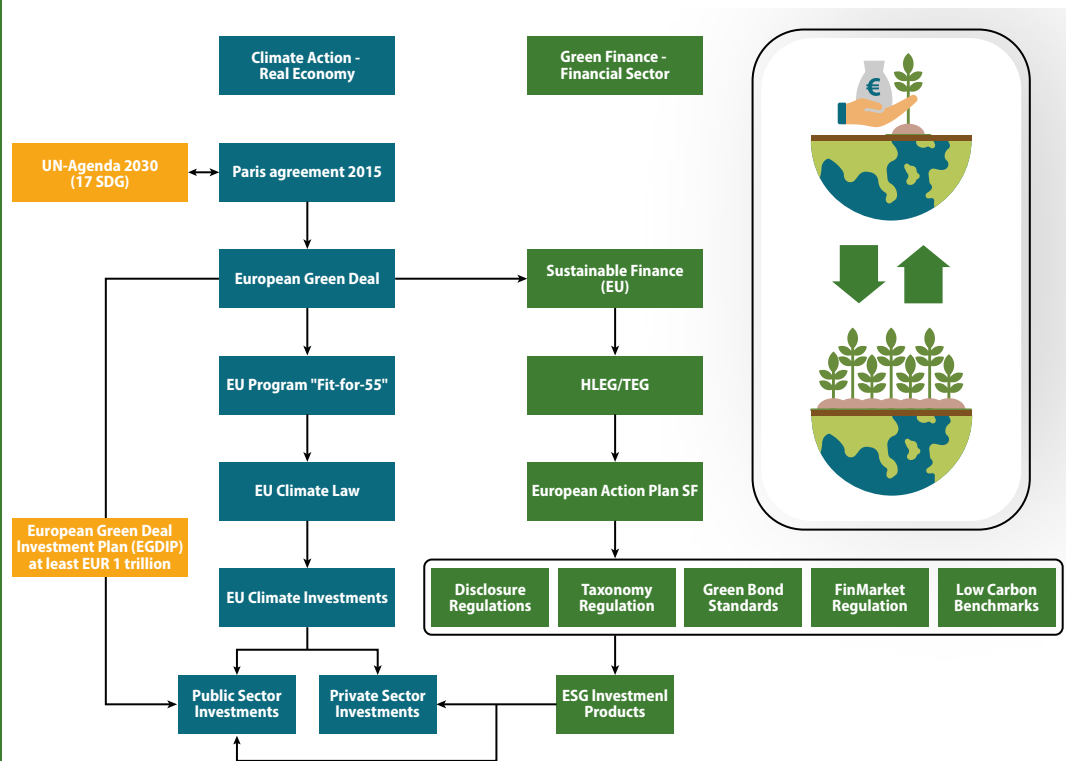 Climate Action -
Real Economy
Green Finance -
Financial Sector
€
UN-Agenda 2030
(17 SDG)
Paris agreement 2015
European Green Deal
Sustainable Finance
(EU)
EU Program "Fit-for-55"
HLEG/TEG
EU Climate Law
European Action Plan SF
European Green Deal
Investment Plan (EGDIP)
at least EUR 1 trillion
EU Climate Investments
Disclosure
Regulations
Taxonomy
Regulation
Green Bond
Standards
FinMarket
Regulation
Low Carbon
Benchmarks
Public Sector
Investments
Private Sector
Investments
ESG Investmenl
Products